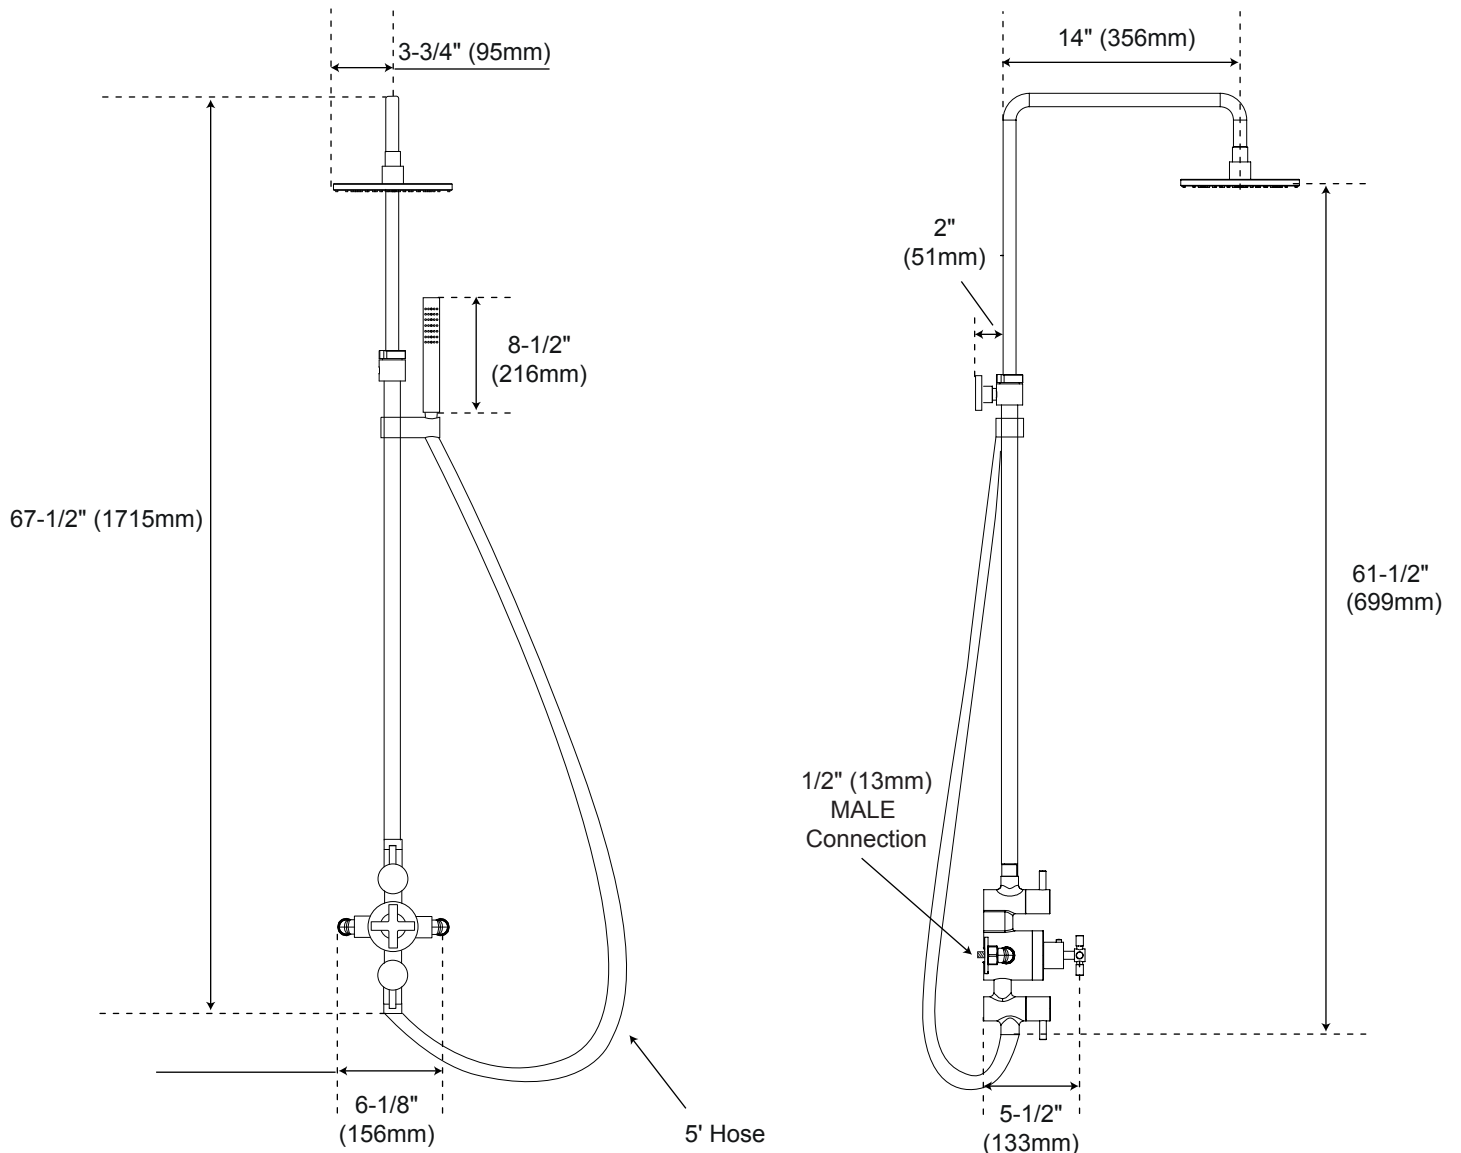 3-3/4" (95mm)
14" (356mm)
2"
(51mm)
8-1/2"
(216mm)
67-1/2" (1715mm)
61-1/2"
(699mm)
1/2" (13mm)
MALE
Connection
6-1/8"
(156mm)
5' Hose
5-1/2"
(133mm)